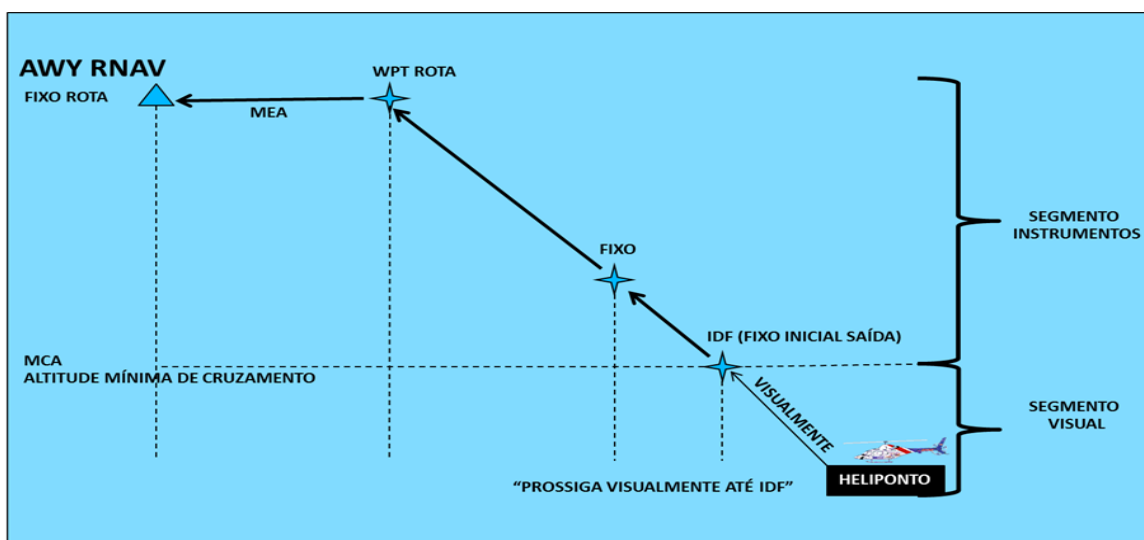 AWY RNAV
WPT ROTA
FIXO ROTA
MEA
SEGMENTO
INSTRUMENTOS
FIXO
IDF (FIXO INICIAL SAÍDA)
MCA
ALTITUDE MÍNIMA DE CRUZAMENTO
VISUALMENTE
SEGMENTO
VISUAL
"PROSSIGA VISUALMENTE ATÉ IDF"
HELIPONTO